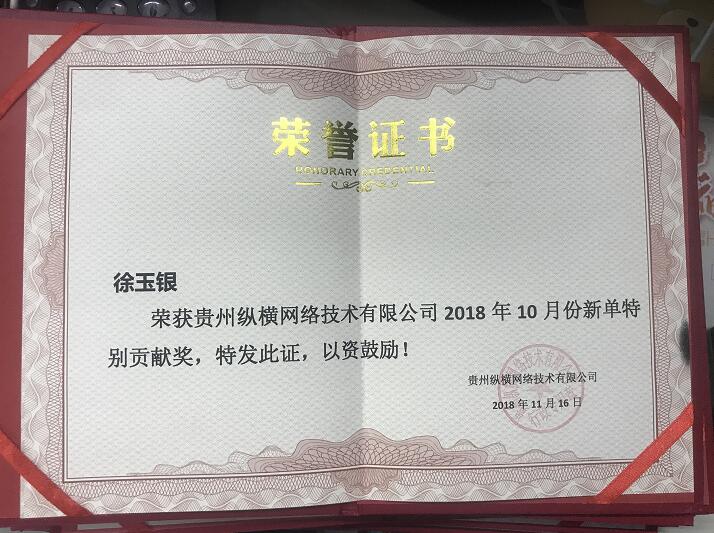 荣誉证书
HONORARY CREDENTIAL
徐玉银
荣获贵州纵横网络技术有限公司 2018 年 10 月份新单特
别贡献奖，特发此证，以资鼓励！
贵州纵横网络技术有限公司
2018 年 11 月 16 日